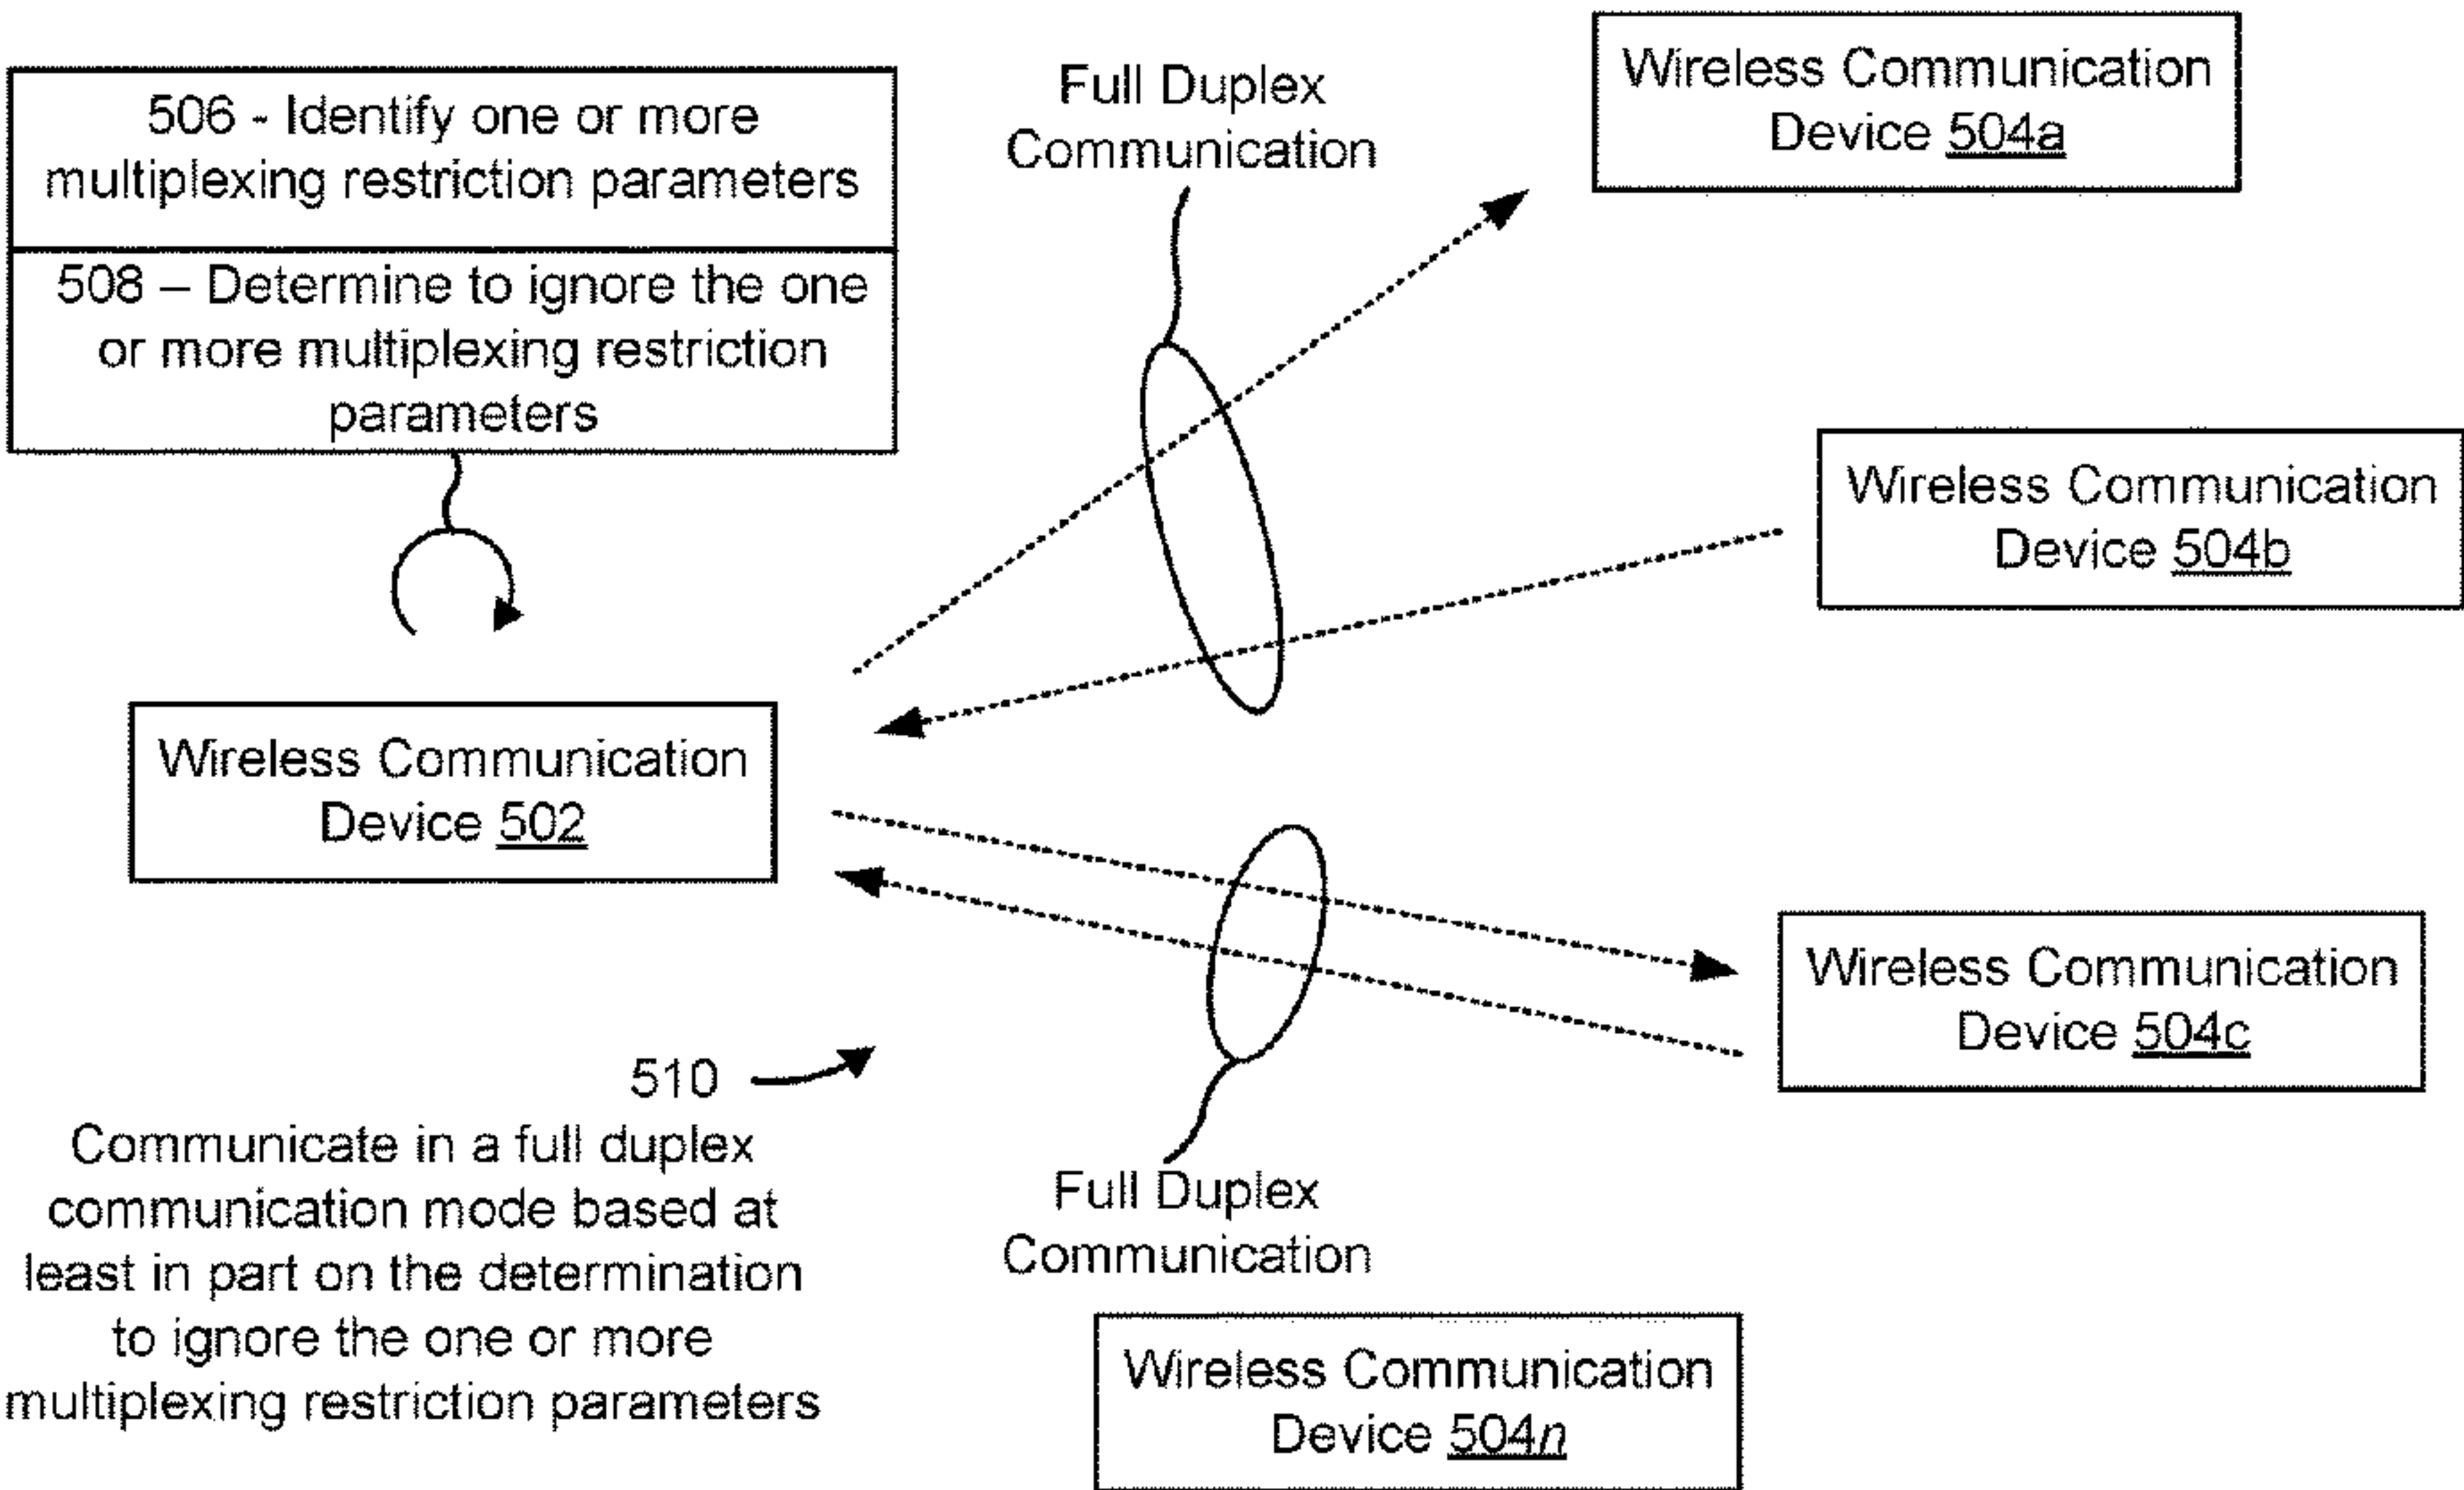 506 - Identify one or more
multiplexing restriction parameters
508 – Determine to ignore the one
or more multiplexing restriction
parameters
Full Duplex
Communication
Wireless Communication
Device 504a
Wireless Communication
Device 504b
Wireless Communication
Device 502
Wireless Communication
Device 504c
510
Communicate in a full duplex
communication mode based at
least in part on the determination
to ignore the one or more
multiplexing restriction parameters
Full Duplex
Communication
Wireless Communication
Device 504n